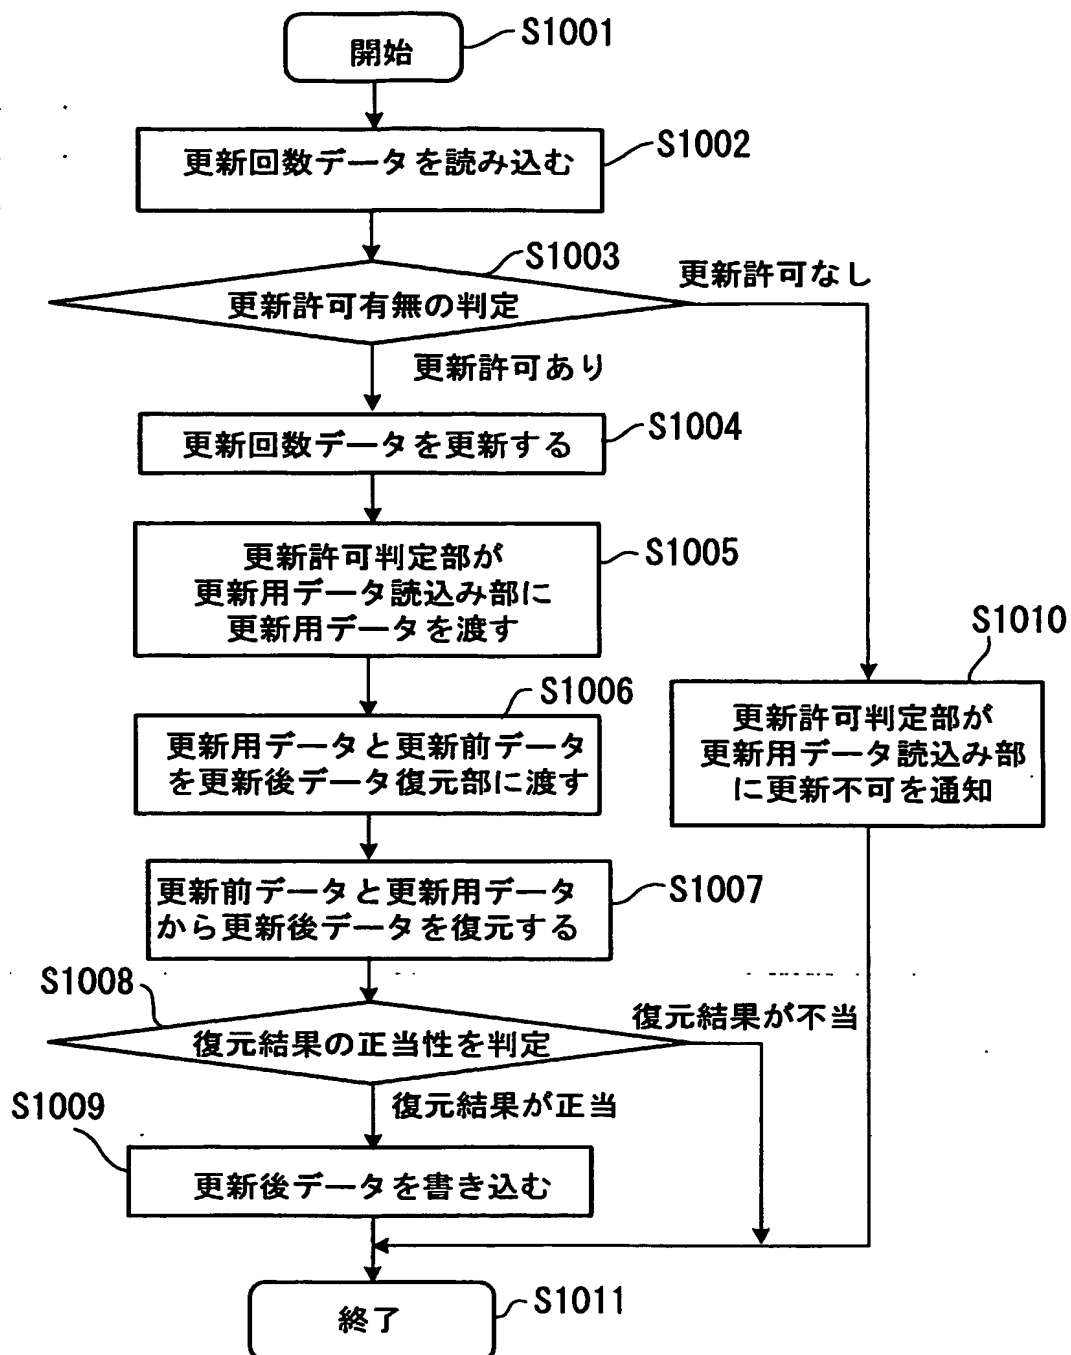 開始
S1001
更新回数データを読み込む
S1002
更新許可有無の判定
S1003
更新許可なし
更新許可あり
更新回数データを更新する
S1004
更新許可判定部が
更新用データ読込み部に
更新用データを渡す
S1005
S1010
更新許可判定部が
更新用データ読込み部
に更新不可を通知
S1006
更新用データと更新前データ
を更新後データ復元部に渡す
更新前データと更新用データ
から更新後データを復元する
S1007
S1008
復元結果の正当性を判定
復元結果が不当
復元結果が正当
S1009
更新後データを書き込む
終了
S1011